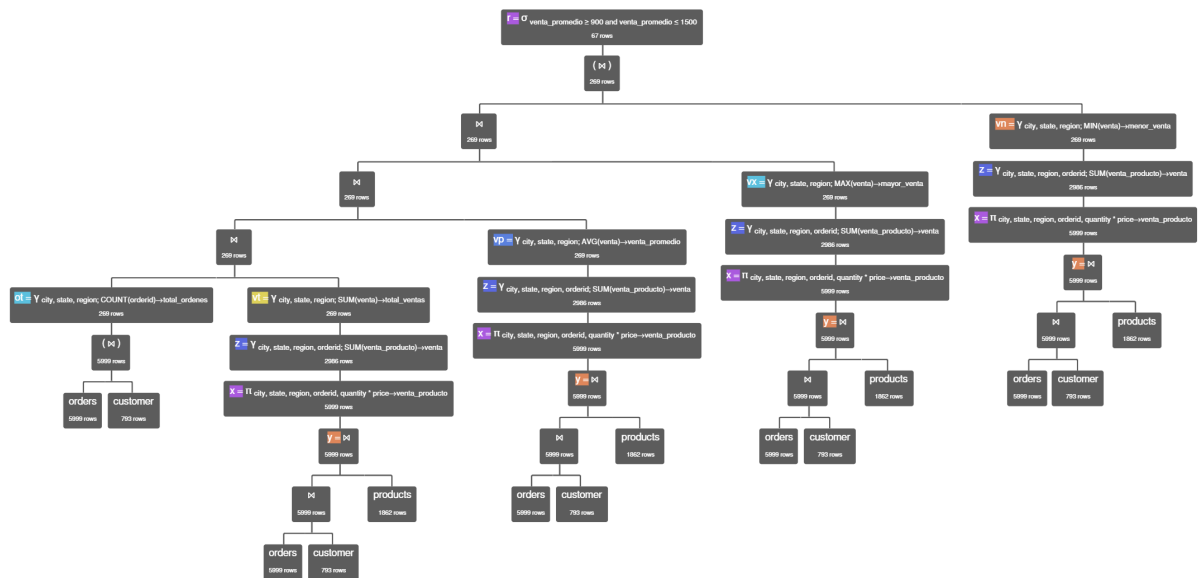 r = σ venta_promedio ≥ 900 and venta_promedio ≤ 1500
67 rows
( ⋈ )
269 rows
⋈
269 rows
vn = γ city, state, region; MIN(venta)→menor_venta
269 rows
z = γ city, state, region, orderid; SUM(venta_producto)→venta
2986 rows
x = π city, state, region, orderid, quantity * price→venta_producto
5999 rows
y = ⋈
5999 rows
⋈
5999 rows
products
1862 rows
orders
5999 rows
customer
793 rows
⋈
269 rows
vx = γ city, state, region; MAX(venta)→mayor_venta
269 rows
z = γ city, state, region, orderid; SUM(venta_producto)→venta
2986 rows
x = π city, state, region, orderid, quantity * price→venta_producto
5999 rows
y = ⋈
5999 rows
⋈
5999 rows
products
1862 rows
orders
5999 rows
customer
793 rows
⋈
269 rows
vp = γ city, state, region; AVG(venta)→venta_promedio
269 rows
z = γ city, state, region, orderid; SUM(venta_producto)→venta
2986 rows
x = π city, state, region, orderid, quantity * price→venta_producto
5999 rows
y = ⋈
5999 rows
⋈
5999 rows
products
1862 rows
orders
5999 rows
customer
793 rows
ot = γ city, state, region; COUNT(orderid)→total_ordenes
269 rows
( ⋈ )
5999 rows
orders
5999 rows
customer
793 rows
vt = γ city, state, region; SUM(venta)→total_ventas
269 rows
z = γ city, state, region, orderid; SUM(venta_producto)→venta
2986 rows
x = π city, state, region, orderid, quantity * price→venta_producto
5999 rows
y = ⋈
5999 rows
⋈
5999 rows
products
1862 rows
orders
5999 rows
customer
793 rows